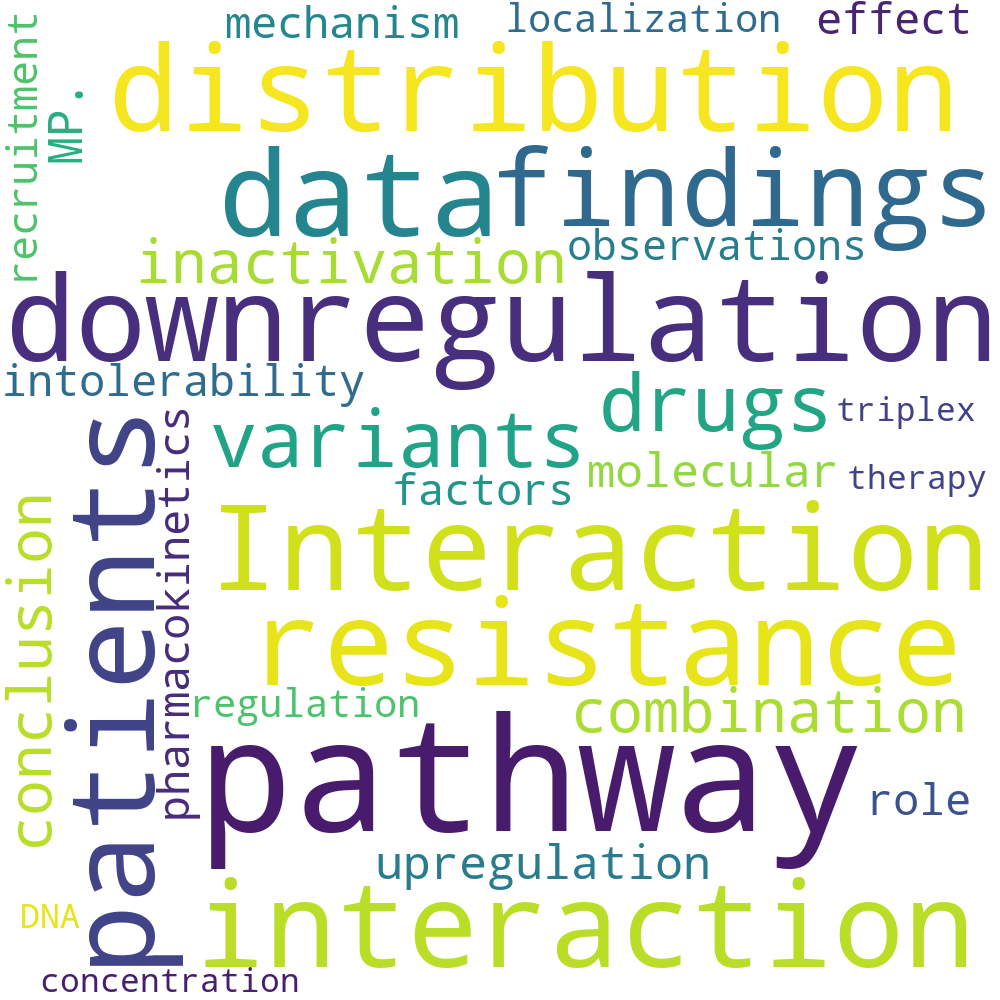 mechanism
localization
effect
recruitment
MP.
distribution
data
findings
inactivation
observations
downregulation
intolerability
drugs
triplex
variants
factors
molecular
therapy
patients
pharmacokinetics
conclusion
Interaction
resistance
regulation
combination
pathway
role
upregulation
interaction
DNA
concentration